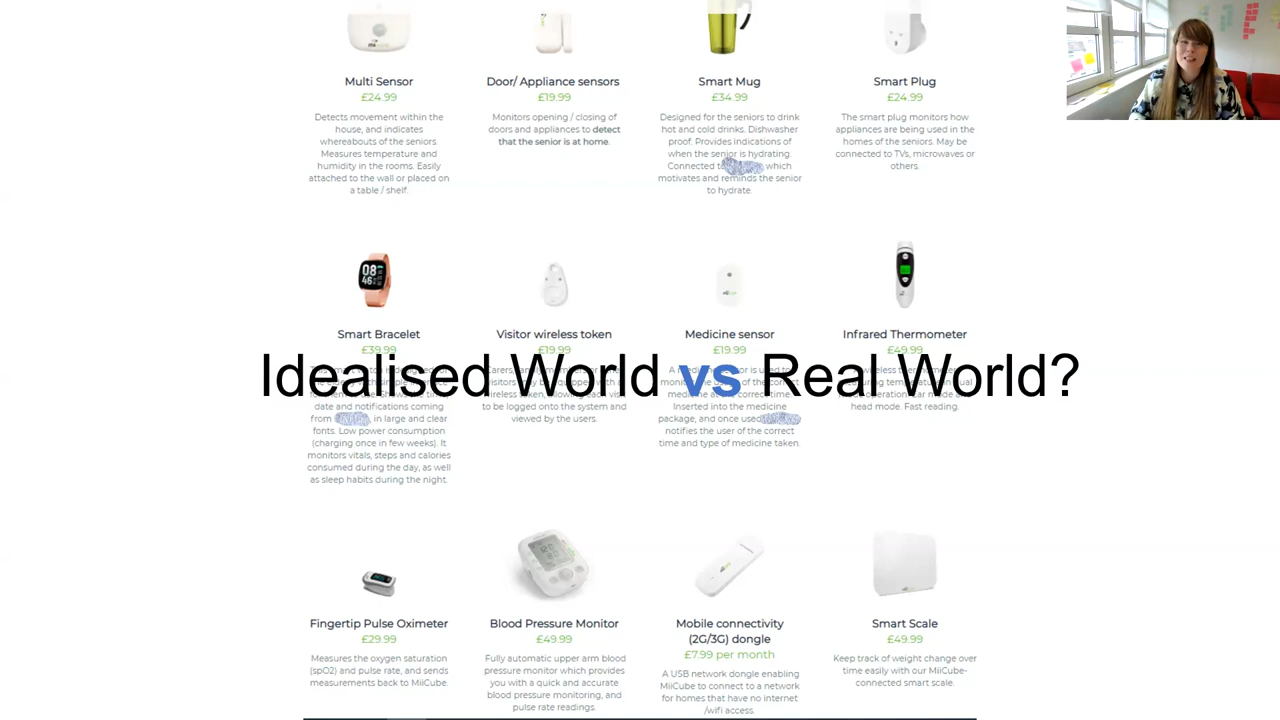 Multi Sensor
£24.99
Detects movement within the
house, and indicates
whereabouts of the seniors.
Measures temperature and
humidity in the rooms. Easily
attached to the wall or placed on
a table / shelf.
Door/ Appliance sensors
£19.99
Monitors opening / closing of
doors and appliances to detect
that the senior is at home.
Smart Mug
£34.99
Designed for the seniors to drink
hot and cold drinks. Dishwasher
proof. Provides indications of
when the senior is hydrating.
Connected to which
motivates and reminds the senior
to hydrate.
Smart Plug
£24.99
The smart plug monitors how
appliances are being used in the
homes of the seniors. May be
connected to TVs, microwaves or
others.
Idealised World vs Real World?
Smart Bracelet
£39.99
date and notifications coming
from , in large and clear
fonts. Low power consumption
(charging once in few weeks). It
monitors vitals, steps and calories
consumed during the day, as well
as sleep habits during the night.
Visitor wireless token
£19.99
to be logged onto the system and
viewed by the users.
Medicine sensor
£19.99
Inserted into the medicine
package, and once used
notifies the user of the correct
time and type of medicine taken.
Infrared Thermometer
£49.99
head mode. Fast reading.
Fingertip Pulse Oximeter
£29.99
Measures the oxygen saturation
(spO2) and pulse rate, and sends
measurements back to MiiCube.
Blood Pressure Monitor
£49.99
Fully automatic upper arm blood
pressure monitor which provides
you with a quick and accurate
blood pressure monitoring, and
pulse rate readings.
Mobile connectivity
(2G/3G) dongle
£7.99 per month
A USB network dongle enabling
MiiCube to connect to a network
for homes that have no internet
/wifi access.
Smart Scale
£49.99
Keep track of weight change over
time easily with our MiiCube-
connected smart scale.